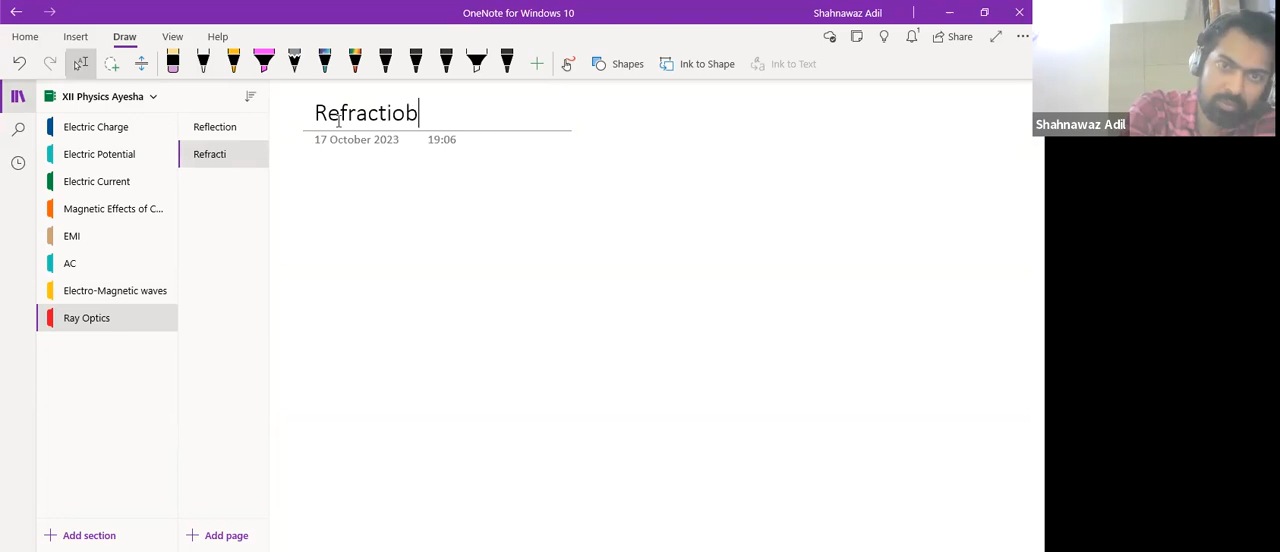 OneNote for Windows 10
Shahnawaz Adil
Home
Insert
Draw
View
Help
1
Share
Shapes
Ink to Shape
Ink to Text
XII Physics Ayesha
Electric Charge
Electric Potential
Electric Current
Magnetic Effects of C...
EMI
AC
Electro-Magnetic waves
Ray Optics
Add section
Reflection
Refracti
Add page
Refractiob
17 October 2023 19:06
Shahnawaz Adil